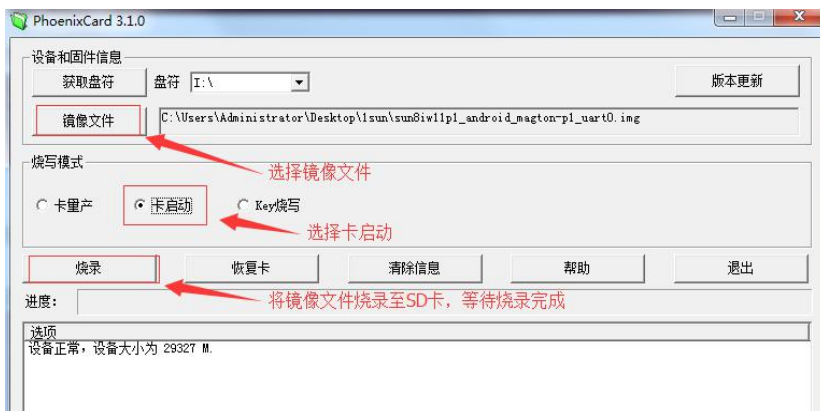 PhoenixCard 3.1.0
设备和固件信息
获取盘符 盘符 I:\ 版本更新
镜像文件 C:\Users\Administrator\Desktop\lsun\sun8iw11p1_android_magton-p1_uart0.img
烧写模式
选择镜像文件
卡量产 卡启动 Key烧写
选择卡启动
烧录 恢复卡 清除信息 帮助 退出
进度： 将镜像文件烧录至SD卡，等待烧录完成
选项
设备正常，设备大小为 29327 M.